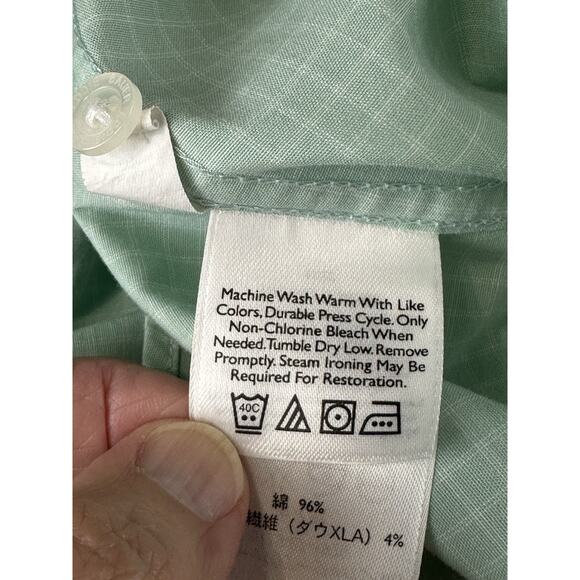 Machine Wash Warm With Like
Colors, Durable Press Cycle. Only
Non-Chlorine Bleach When
Needed. Tumble Dry Low. Remove
Promptly. Steam Ironing May Be
Required For Restoration.
40C
綿 96%
繊維 (ダウXLA) 4%